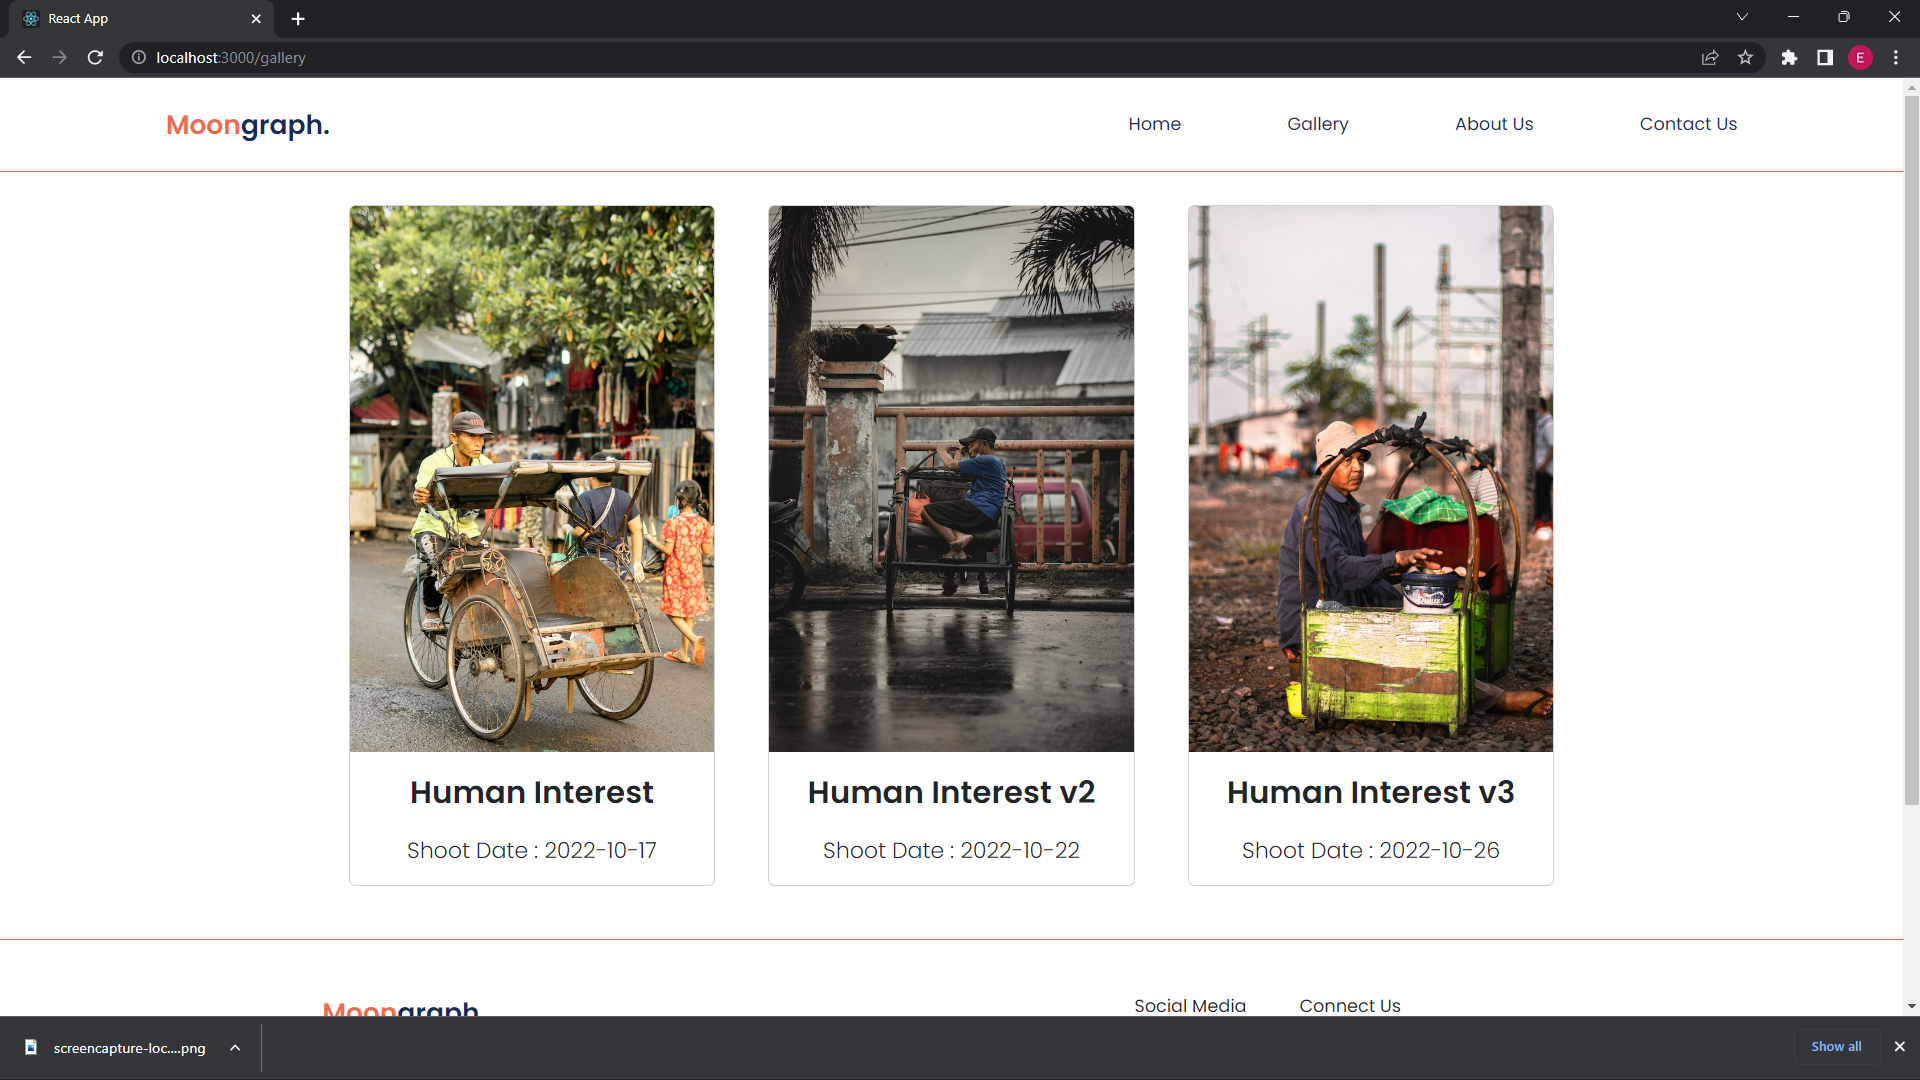 React App
localhost:3000/gallery
E
Moongraph.
Home
Gallery
About Us
Contact Us
Human Interest
Shoot Date : 2022-10-17
Human Interest v2
Shoot Date : 2022-10-22
Human Interest v3
Shoot Date : 2022-10-26
Moongraph
Social Media
Connect Us
screencapture-loc....png
Show all